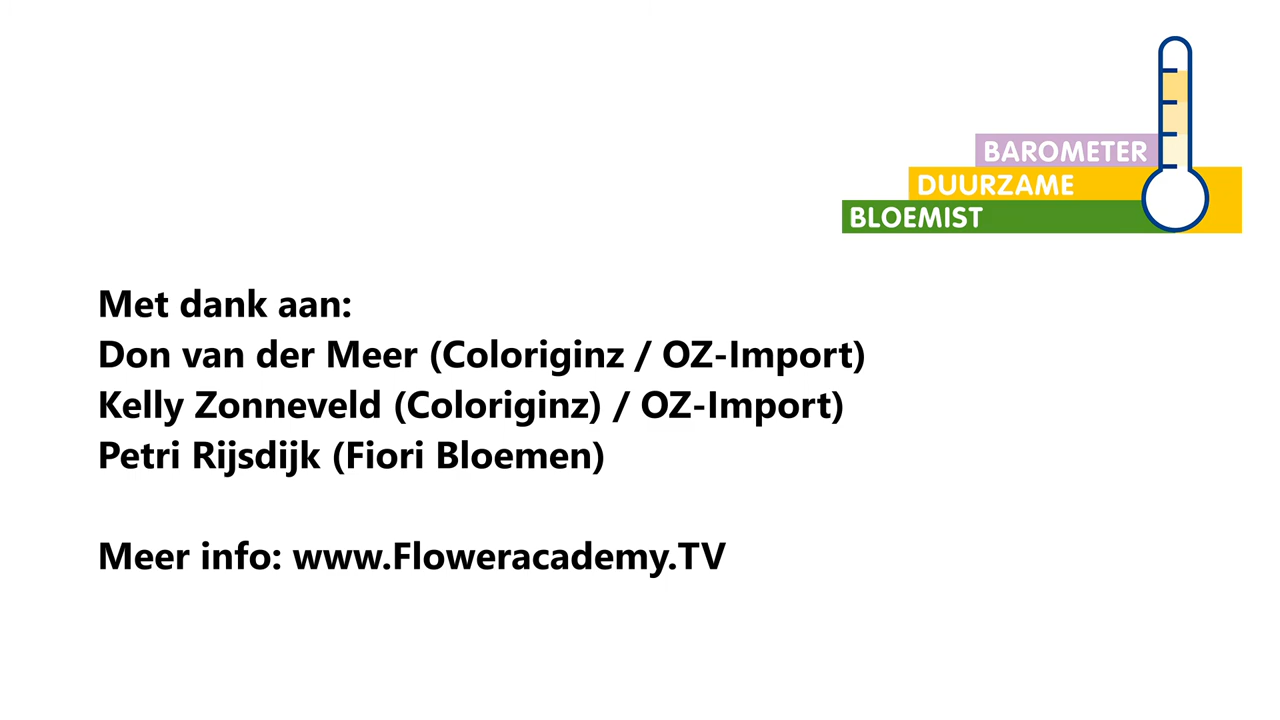 BAROMETER
DUURZAME
BLOEMIST
Met dank aan:
Don van der Meer (Coloriginz / OZ-Import)
Kelly Zonneveld (Coloriginz) / OZ-Import)
Petri Rijsdijk (Fiori Bloemen)
Meer info: www.Floweracademy.TV